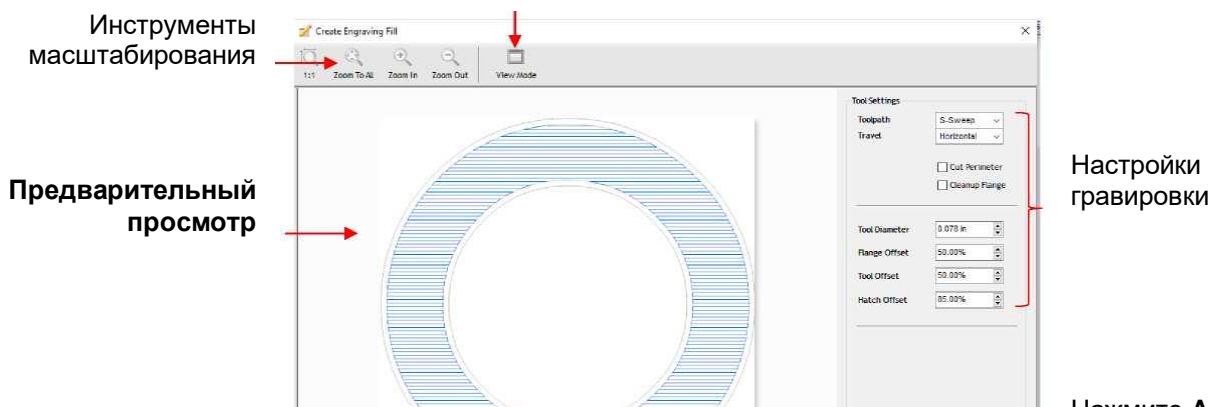 Инструменты
масштабирования
Create Engraving Fill
1:1 Zoom To All Zoom In Zoom Out View Mode
Предварительный
просмотр
Tool Settings
Toolpath S-Sweep
Travel Horizontal
Cut Perimeter
Cleanup Flange
Tool Diameter 0.078 in
Flange Offset 50.00%
Tool Offset 50.00%
Hatch Offset 85.00%
Настройки
гравировки
Нажмите A